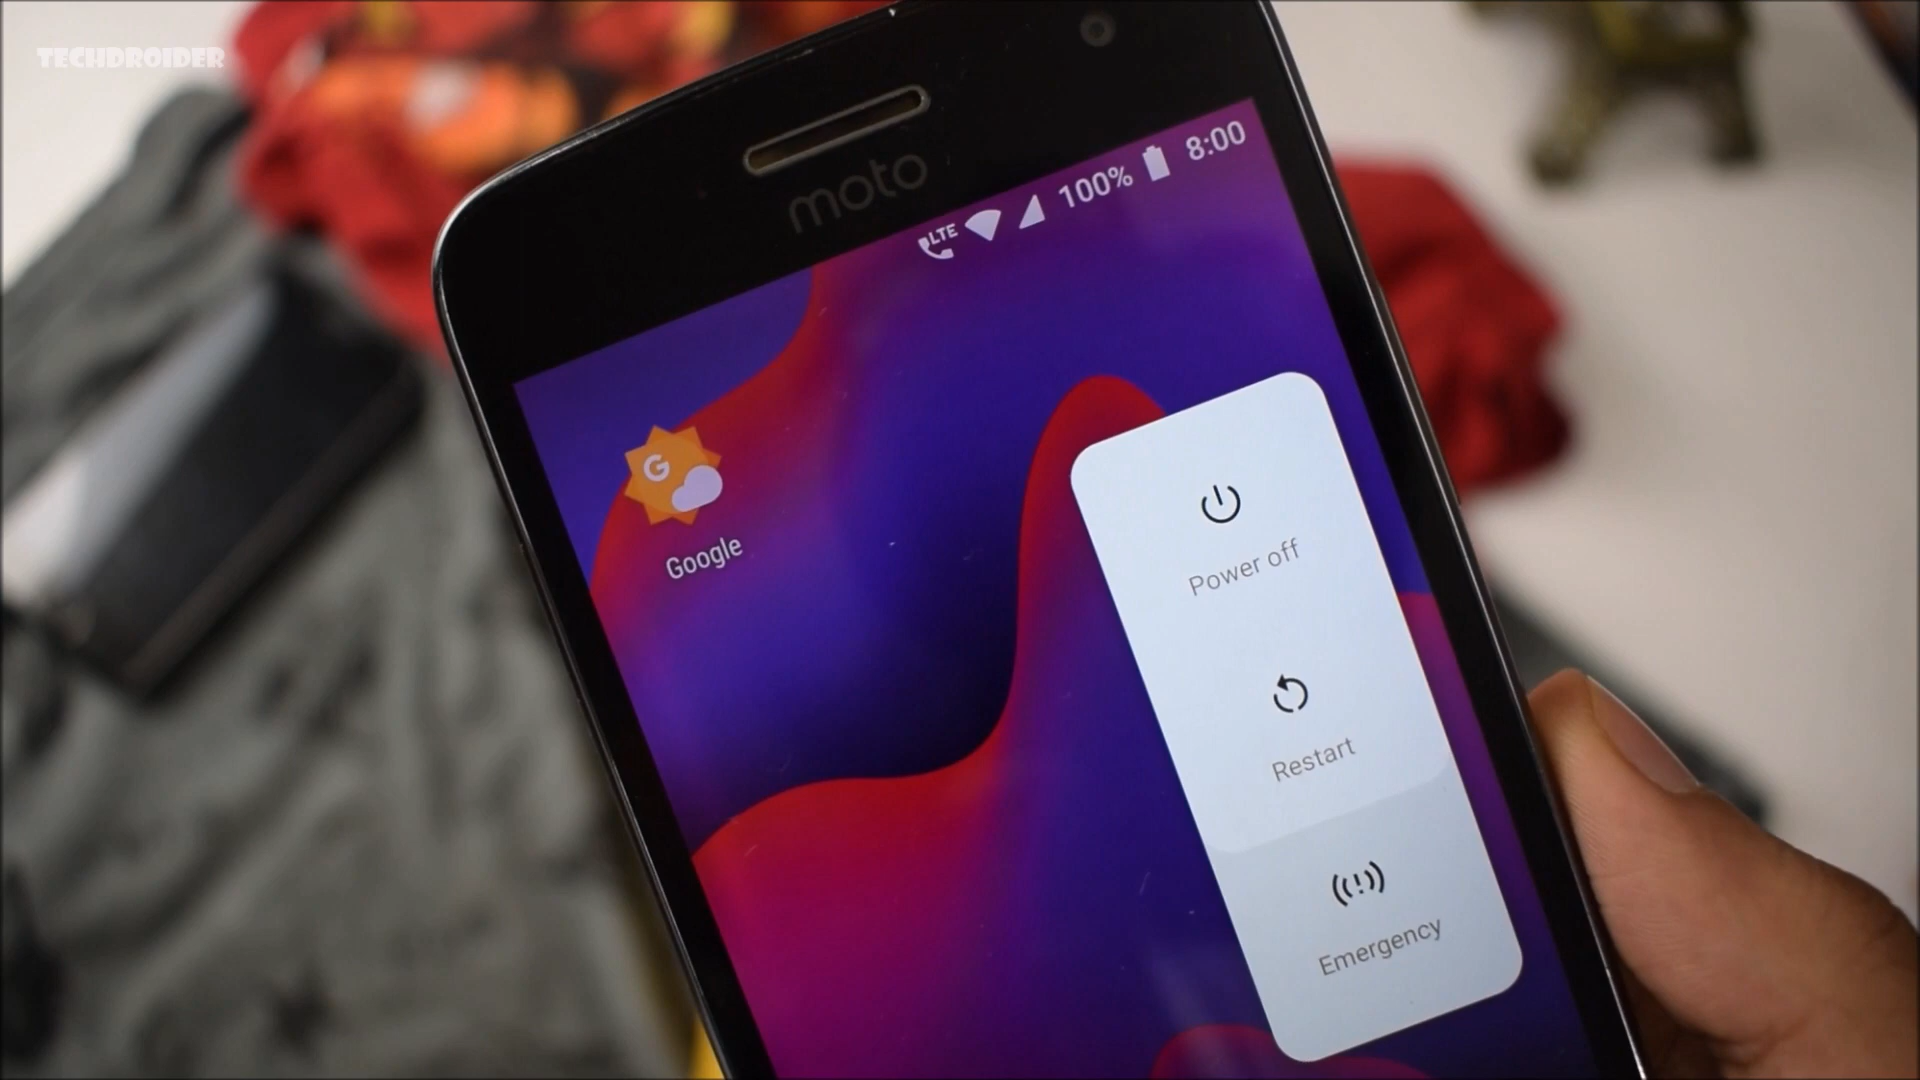 TECHDROIDER
moto
LTE 100% 8:00
G
Google
Power off
Restart
Emergency